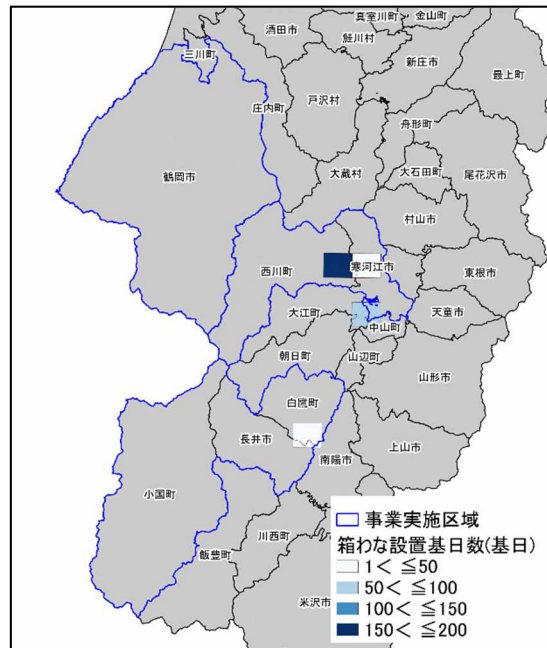 酒田市
真室川町
金山町
鮭川村
三川町
新庄市
最上町
庄内町
戸沢村
舟形町
鶴岡市
大蔵村
大石田町
尾花沢市
村山市
西川町
寒河江市
東根市
大江町
天童市
中山町
朝日町
山辺町
山形市
白鷹町
長井市
上山市
南陽市
小国町
飯豊町
川西町
米沢市
事業実施区域
箱わな設置基日数(基日)
1< ≦50
50< ≦100
100< ≦150
150< ≦200